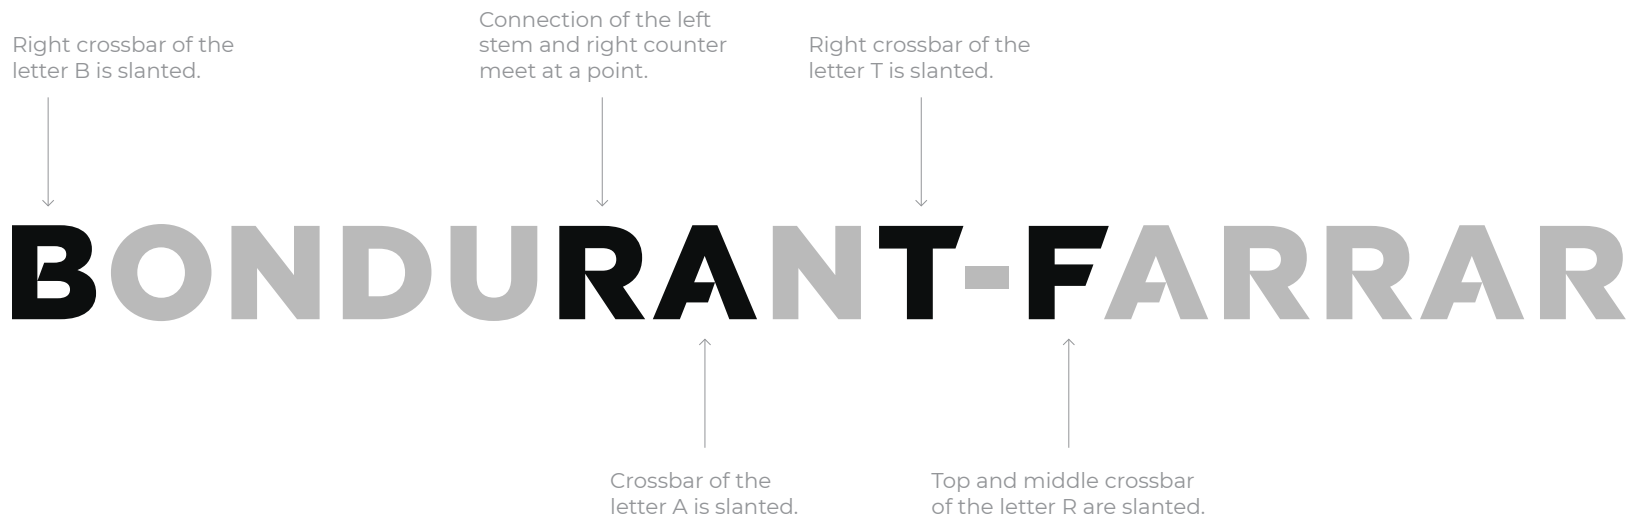 Right crossbar of the
letter B is slanted.
Connection of the left
stem and right counter
meet at a point.
Right crossbar of the
letter T is slanted.
BONDURANT-FARRAR
Crossbar of the
letter A is slanted.
Top and middle crossbar
of the letter R are slanted.